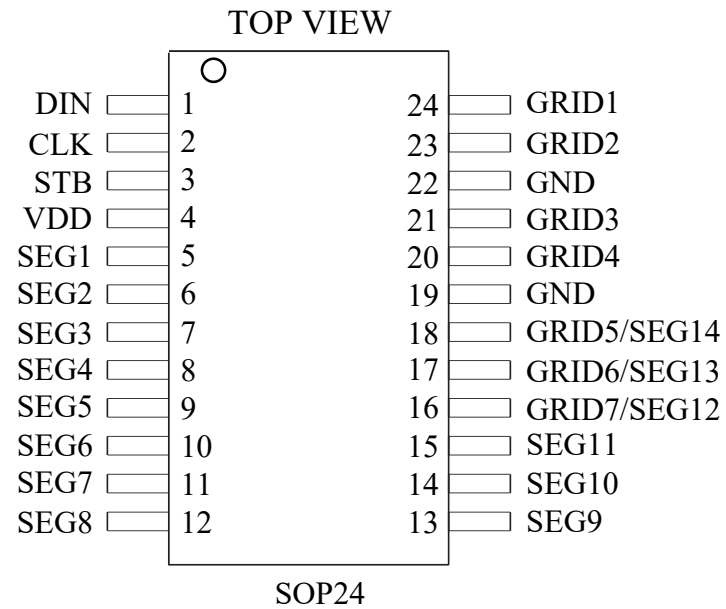 TOP VIEW
DIN 1 24 GRID1
CLK 2 23 GRID2
STB 3 22 GND
VDD 4 21 GRID3
SEG1 5 20 GRID4
SEG2 6 19 GND
SEG3 7 18 GRID5/SEG14
SEG4 8 17 GRID6/SEG13
SEG5 9 16 GRID7/SEG12
SEG6 10 15 SEG11
SEG7 11 14 SEG10
SEG8 12 13 SEG9
SOP24